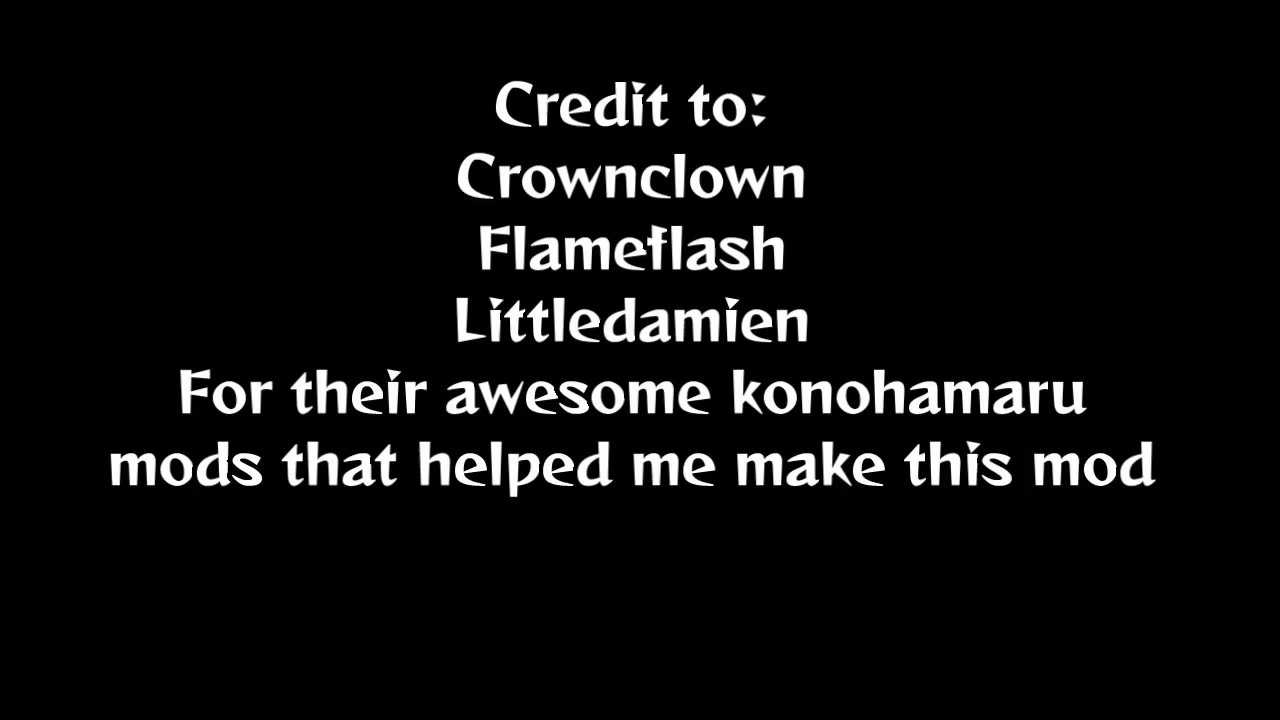 Credit to:
Crownclown
Flameflash
Littledamien
For their awesome konohamaru
mods that helped me make this mod